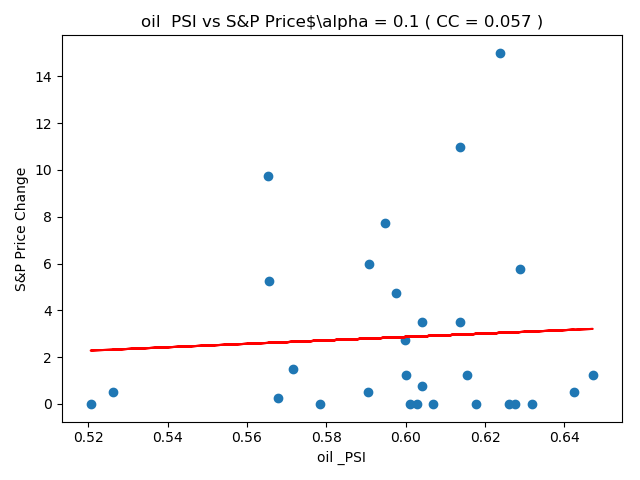 oil  PSI vs S&P Price$\alpha = 0.1 ( CC = 0.057 )
S&P Price Change
14
12
10
8
6
4
2
0
0.52 0.54 0.56 0.58 0.60 0.62 0.64
oil _PSI